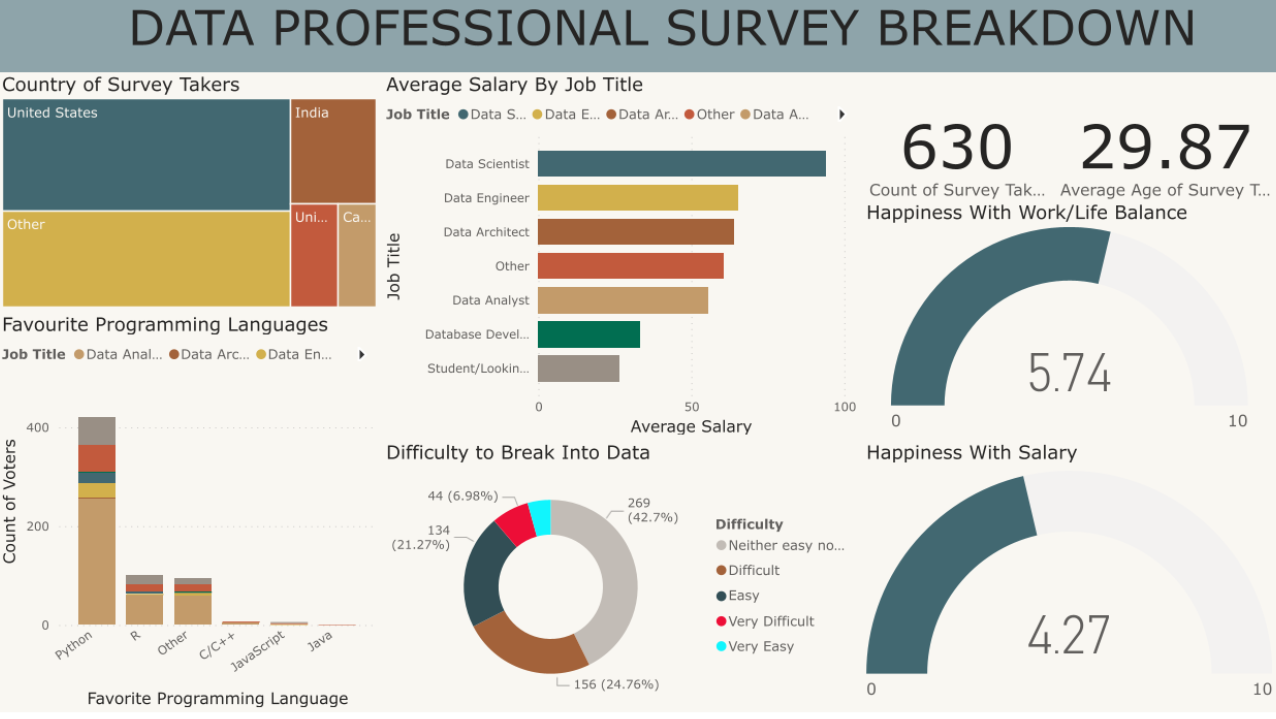 DATA PROFESSIONAL SURVEY BREAKDOWN
Country of Survey Takers
United States
India
Other
Uni...
Ca...
Favourite Programming Languages
Job Title
Data Anal...
Data Arc...
Data En...
Count of Voters
400
200
0
Python
R
Other
C/C++
JavaScript
Java
Favorite Programming Language
Average Salary By Job Title
Job Title
Data S...
Data E...
Data Ar...
Other
Data A...
Job Title
Data Scientist
Data Engineer
Data Architect
Other
Data Analyst
Database Devel...
Student/Lookin...
0
50
100
Average Salary
Difficulty to Break Into Data
44 (6.98%)
269
(42.7%)
134
(21.27%)
156 (24.76%)
Difficulty
Neither easy no...
Difficult
Easy
Very Difficult
Very Easy
630
Count of Survey Tak...
29.87
Average Age of Survey T...
Happiness With Work/Life Balance
5.74
0
10
Happiness With Salary
4.27
0
10